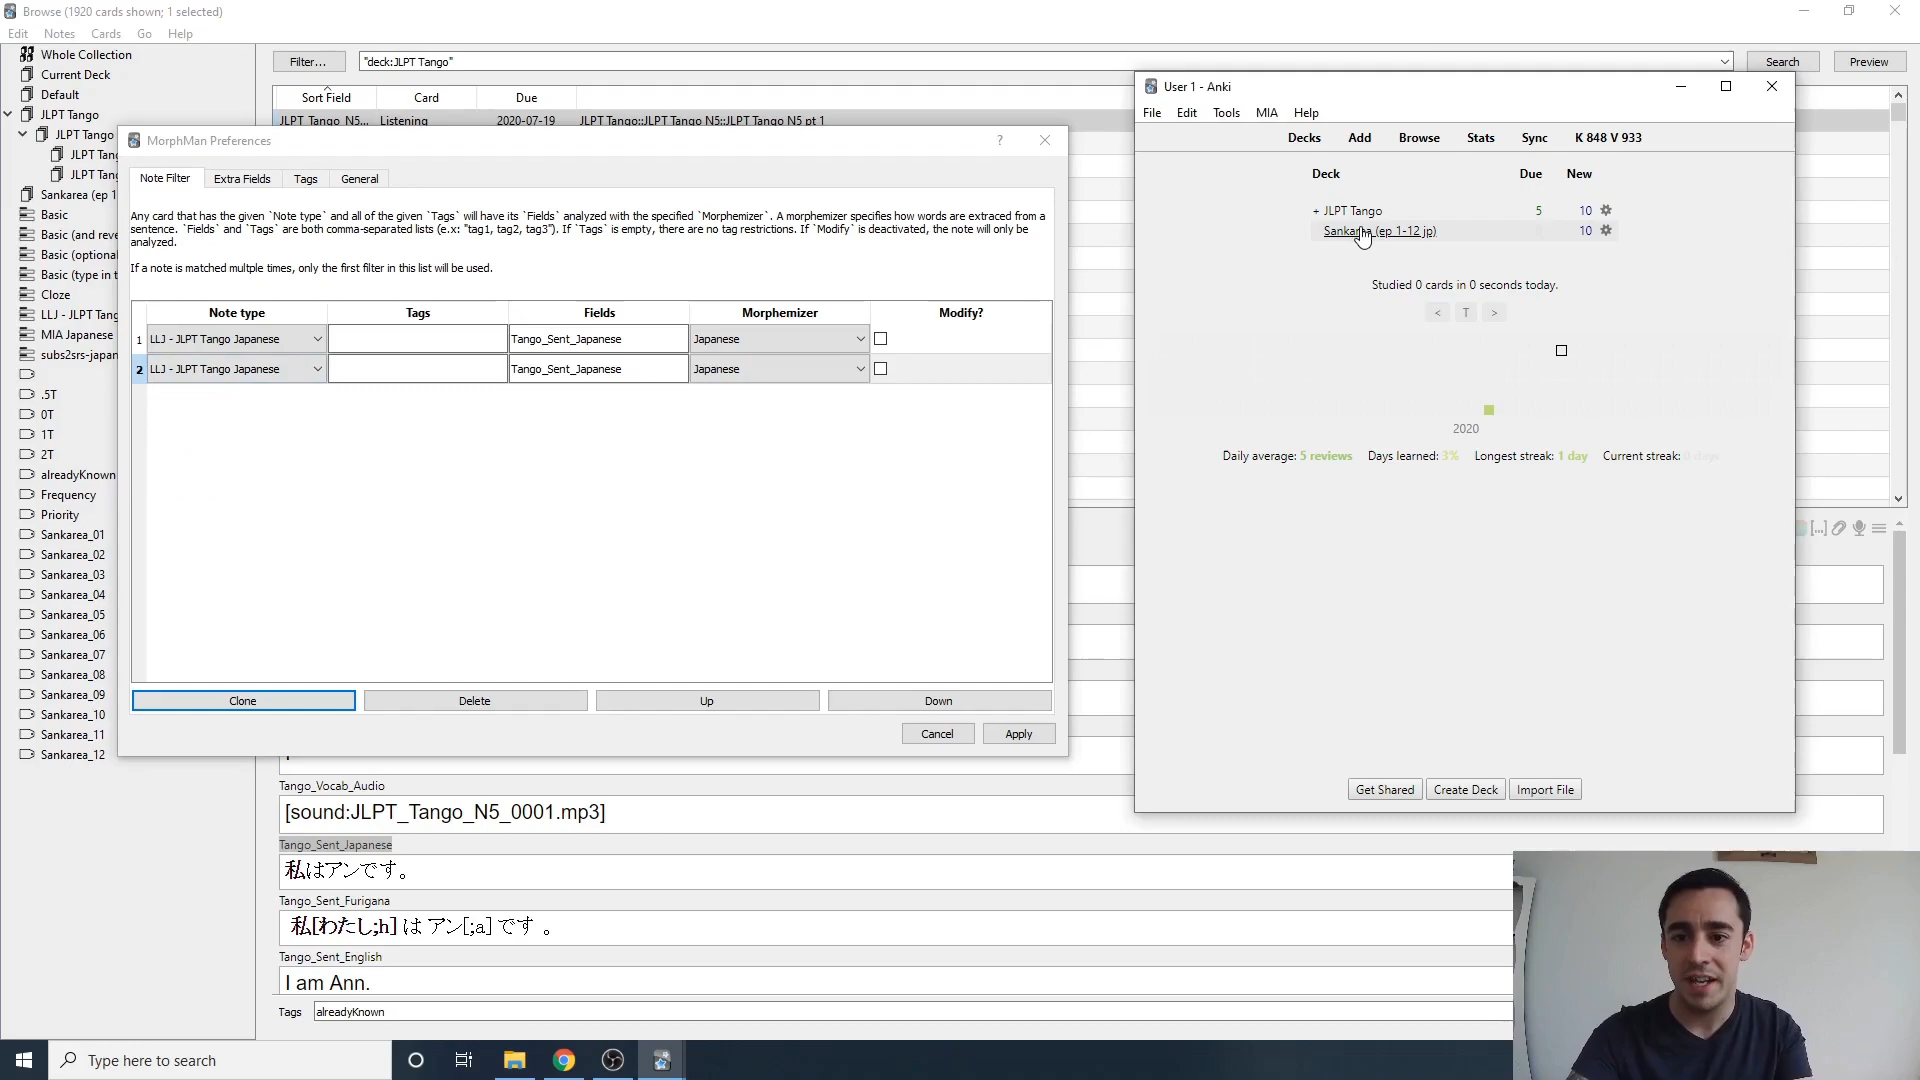 Browse (1920 cards shown; 1 selected)
Edit Notes Cards Go Help
Whole Collection
Current Deck
Default
JLPT Tango
JLPT Tango
JLPT Tang
JLPT Tang
Sankarea (ep 1
Basic
Basic (and reve
Basic (optional
Basic (type in t
Cloze
LLJ - JLPT Tang
MIA Japanese
subs2srs-japan
.5T
0T
1T
2T
alreadyKnown
Frequency
Priority
Sankarea_01
Sankarea_02
Sankarea_03
Sankarea_04
Sankarea_05
Sankarea_06
Sankarea_07
Sankarea_08
Sankarea_09
Sankarea_10
Sankarea_11
Sankarea_12
Filter... "deck:JLPT Tango" Search Preview
Sort Field Card Due
JLPT_Tango_N5... Listening 2020-07-19 JLPT Tango::JLPT Tango N5::JLPT Tango N5 pt 1
MorphMan Preferences
Note Filter Extra Fields Tags General
Any card that has the given `Note type` and all of the given `Tags` will have its `Fields` analyzed with the specified `Morphemizer`. A morphemizer specifies how words are extraced from a
sentence. `Fields` and `Tags` are both comma-separated lists (e.x: "tag1, tag2, tag3"). If `Tags` is empty, there are no tag restrictions. If `Modify` is deactivated, the note will only be
analyzed.
If a note is matched multple times, only the first filter in this list will be used.
Note type Tags Fields Morphemizer Modify?
1 LLJ - JLPT Tango Japanese Tango_Sent_Japanese Japanese
2 LLJ - JLPT Tango Japanese Tango_Sent_Japanese Japanese
Clone Delete Up Down
Cancel Apply
User 1 - Anki
File Edit Tools MIA Help
Decks Add Browse Stats Sync K 848 V 933
Deck Due New
+ JLPT Tango 5 10
Sankarea (ep 1-12 jp) 0 10
Studied 0 cards in 0 seconds today.
< T >
2020
Daily average: 5 reviews Days learned: 3% Longest streak: 1 day Current streak: 0 days
Get Shared Create Deck Import File
Tango_Vocab_Audio
[sound:JLPT_Tango_N5_0001.mp3]
Tango_Sent_Japanese
私はアンです。
Tango_Sent_Furigana
私[わたし;h] は アン[;a] です 。
Tango_Sent_English
I am Ann.
Tags alreadyKnown
Type here to search